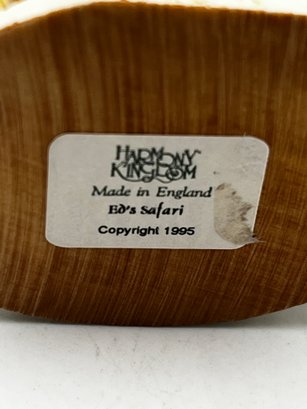 HARMONY
KINGDOM
Made in England
Ed's Safari
Copyright 1995